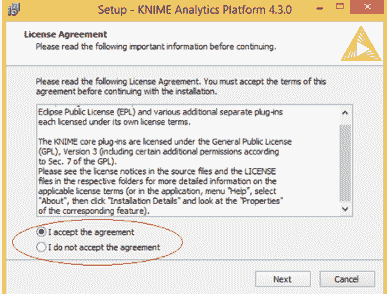 Setup - KNIME Analytics Platform 4.3.0
License Agreement
Please read the following important information before continuing.
Please read the following License Agreement. You must accept the terms of this
agreement before continuing with the installation.
Eclipse Public License (EPL) and various additional separate plug-ins
each licensed under its own license terms.
The KNIME core plug-ins are licensed under the General Public License
(GPL), Version 3 (including certain additional permissions according
to Sec. 7 of the GPL).
Please see the license notices in the source files and the LICENSE
files in the respective folders for more detailed information on the
applicable license terms (or in the application, menu "Help", select
"About", then click "Installation Details" and look at the "Properties"
of the corresponding feature).
I accept the agreement
I do not accept the agreement
Next
Cancel